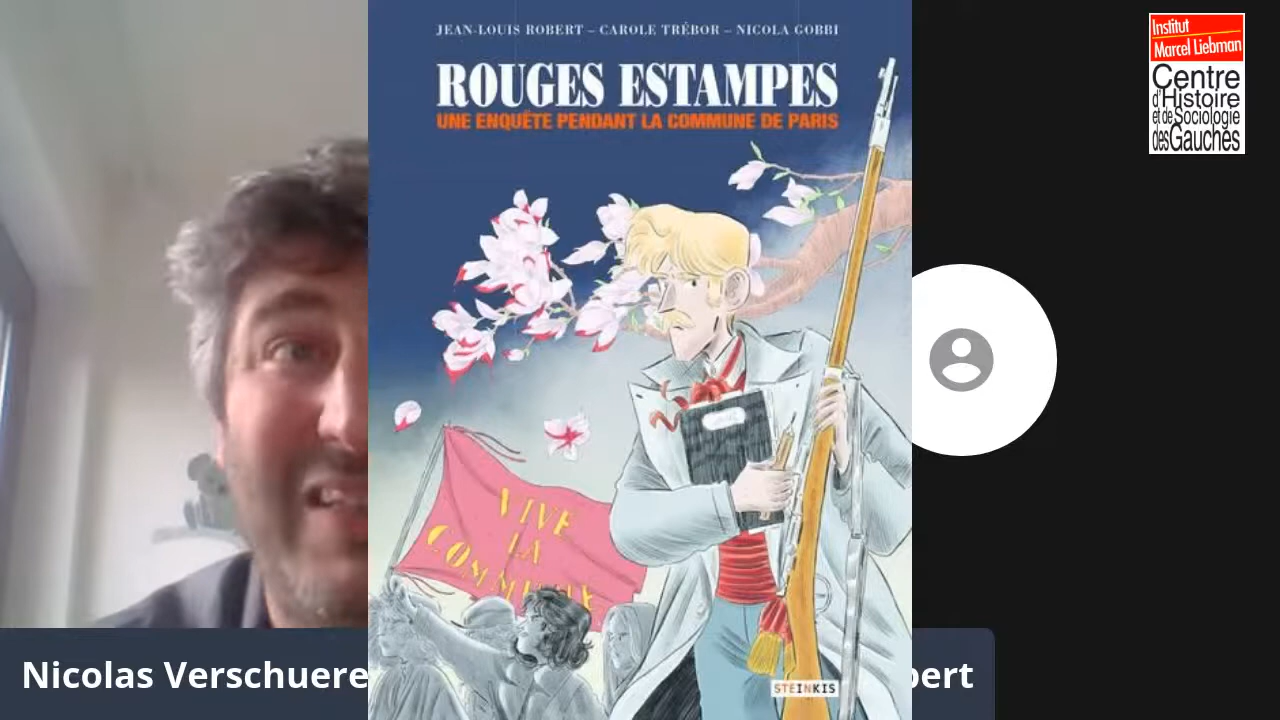 JEAN-LOUIS ROBERT – CAROLE TRÉBOR – NICOLA GOBBI
ROUGES ESTAMPES
UNE ENQUÊTE PENDANT LA COMMUNE DE PARIS
VIVE
LA
COMMUNE
STEINKIS
Institut
Marcel Liebman
Centre
d'Histoire
et de Sociologie
des Gauches
Nicolas Verschuere
bert